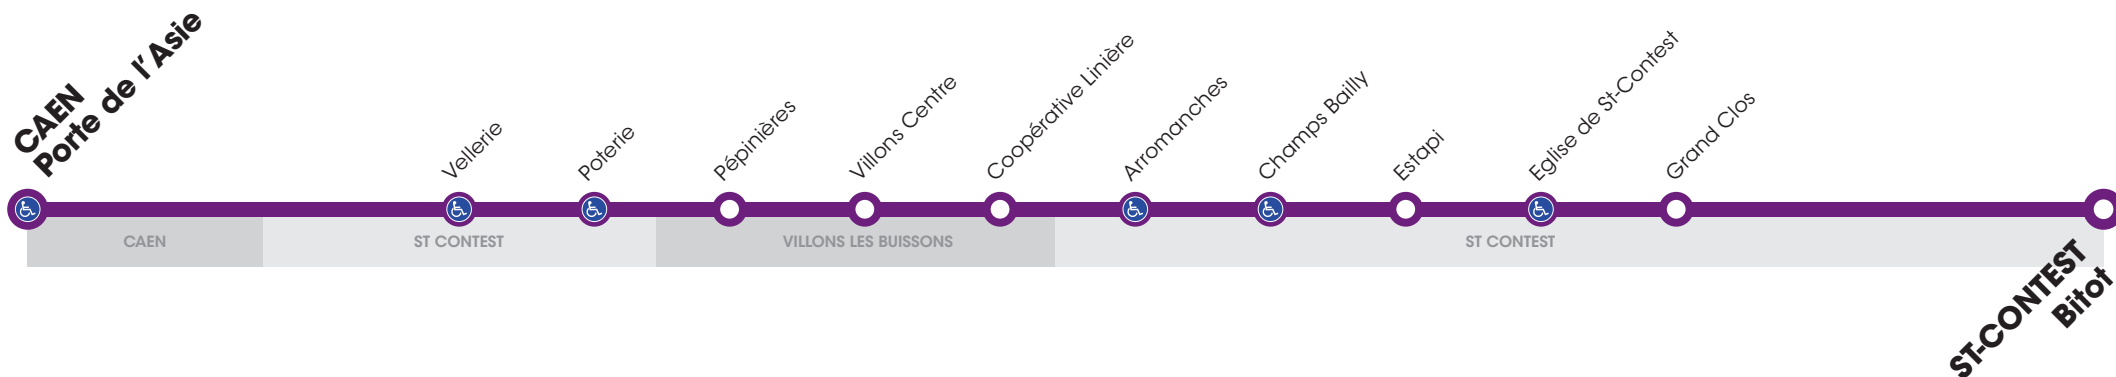 CAEN
Porte de l'Asie
Vellerie
Poterie
Pépinières
Villons Centre
Coopérative Linière
Arromanches
Champs Bailly
Estapi
Eglise de St-Contest
Grand Clos
ST-CONTEST
Bitot
CAEN
ST CONTEST
VILLONS LES BUISSONS
ST CONTEST